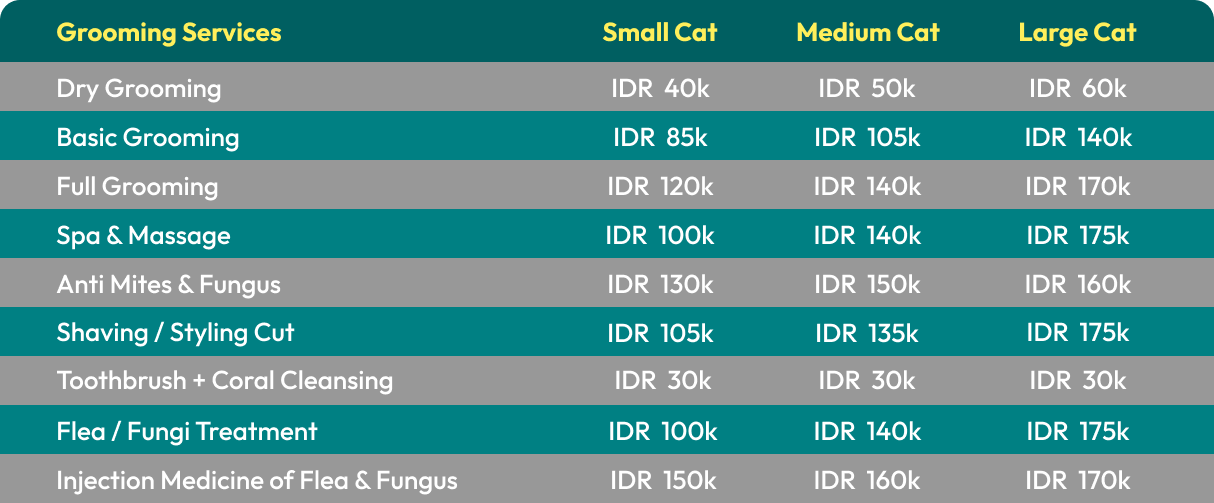 Grooming Services Small Cat Medium Cat Large Cat
Dry Grooming IDR 40k IDR 50k IDR 60k
Basic Grooming IDR 85k IDR 105k IDR 140k
Full Grooming IDR 120k IDR 140k IDR 170k
Spa & Massage IDR 100k IDR 140k IDR 175k
Anti Mites & Fungus IDR 130k IDR 150k IDR 160k
Shaving / Styling Cut IDR 105k IDR 135k IDR 175k
Toothbrush + Coral Cleansing IDR 30k IDR 30k IDR 30k
Flea / Fungi Treatment IDR 100k IDR 140k IDR 175k
Injection Medicine of Flea & Fungus IDR 150k IDR 160k IDR 170k